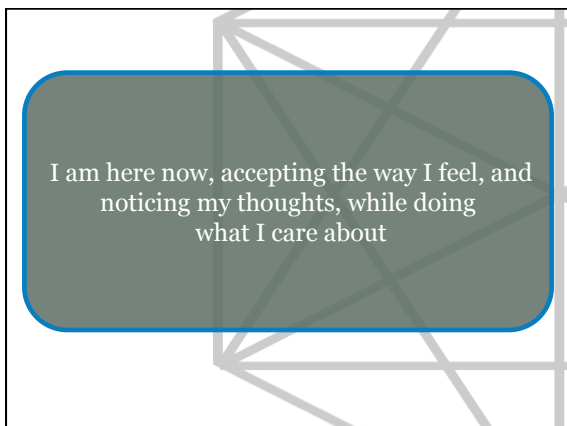 I am here now, accepting the way I feel, and
noticing my thoughts, while doing
what I care about